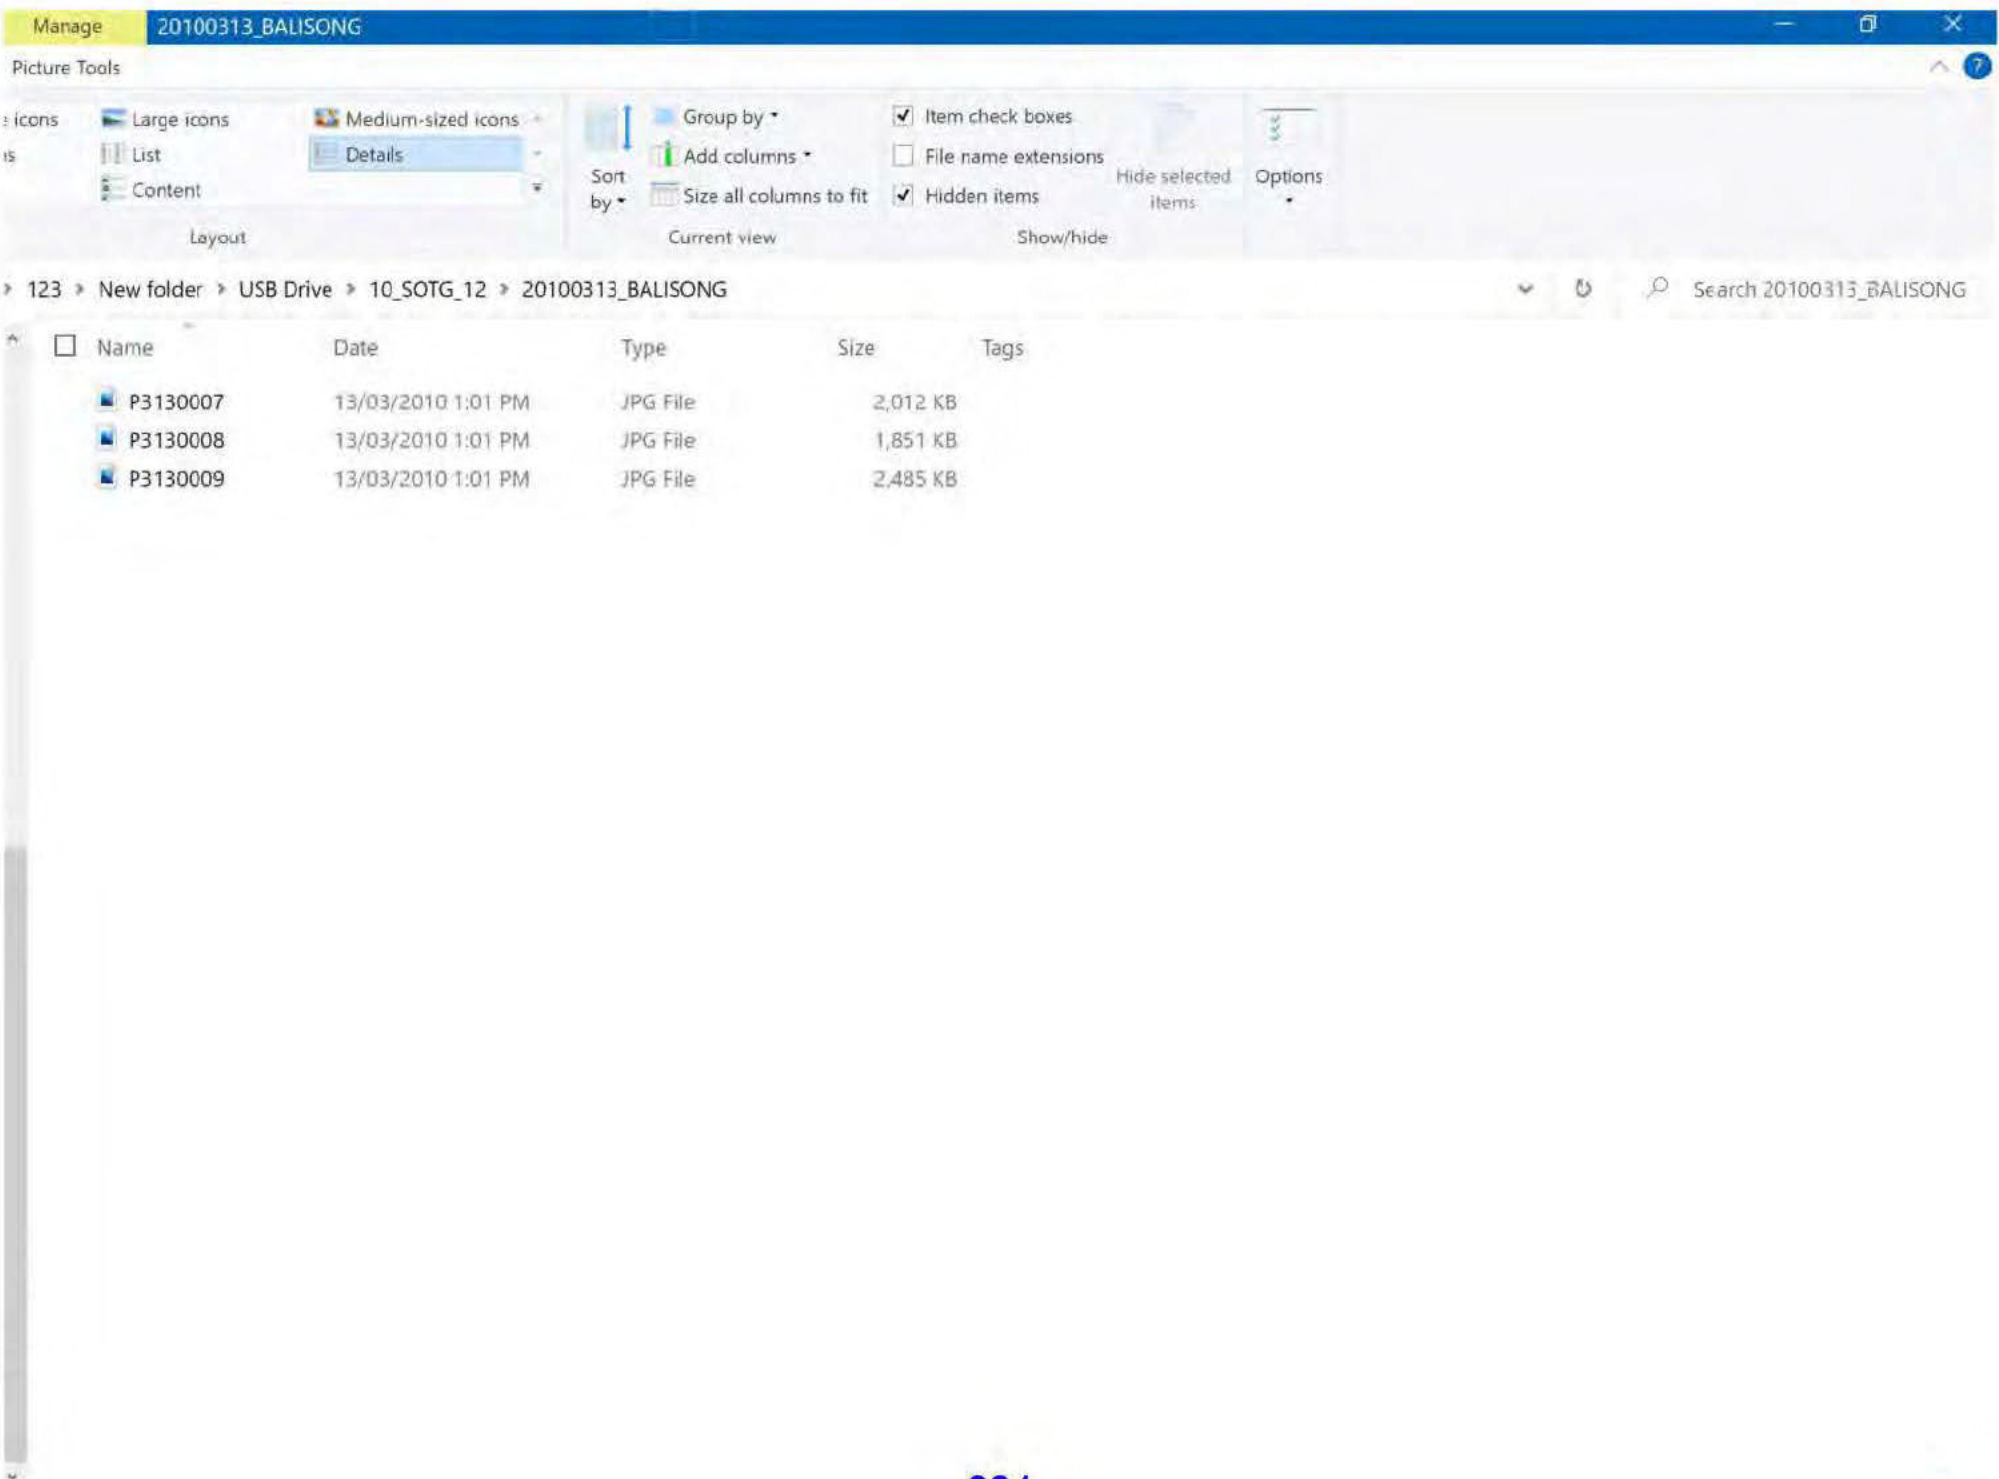 Manage 20100313_BALISONG
Picture Tools
icons Large icons Medium-sized icons Group by Item check boxes
List Details Add columns File name extensions
Content Sort by Size all columns to fit Hidden items Hide selected items Options
Layout Current view Show/hide
123 > New folder > USB Drive > 10_SOTG_12 > 20100313_BALISONG Search 20100313_BALISONG
Name Date Type Size Tags
P3130007 13/03/2010 1:01 PM JPG File 2,012 KB
P3130008 13/03/2010 1:01 PM JPG File 1,851 KB
P3130009 13/03/2010 1:01 PM JPG File 2,485 KB